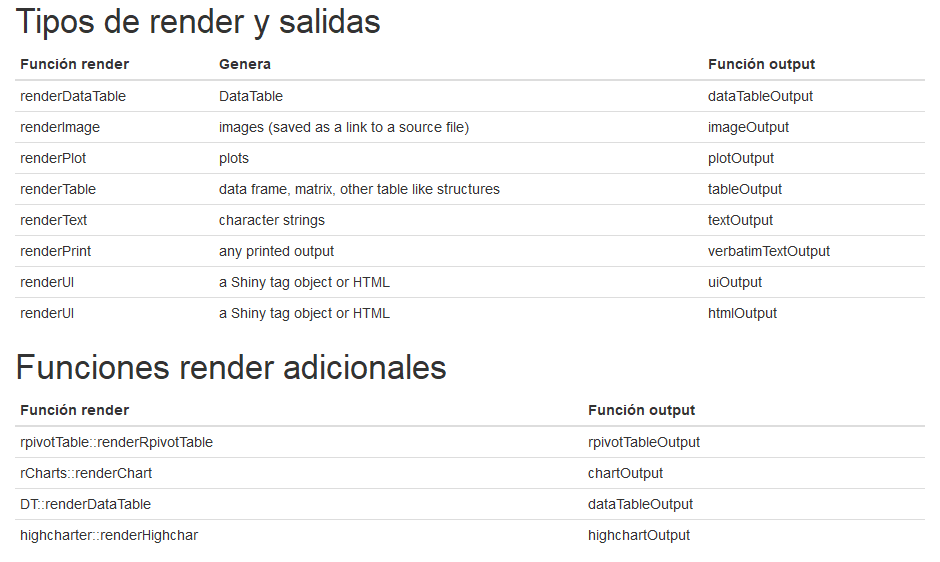 Tipos de render y salidas
Función render Genera Función output
renderDataTable DataTable dataTableOutput
renderImage images (saved as a link to a source file) imageOutput
renderPlot plots plotOutput
renderTable data frame, matrix, other table like structures tableOutput
renderText character strings textOutput
renderPrint any printed output verbatimTextOutput
renderUI a Shiny tag object or HTML uiOutput
renderUI a Shiny tag object or HTML htmlOutput
Funciones render adicionales
Función render Función output
rpivotTable::renderRpivotTable rpivotTableOutput
rCharts::renderChart chartOutput
DT::renderDataTable dataTableOutput
highcharter::renderHighchar highchartOutput